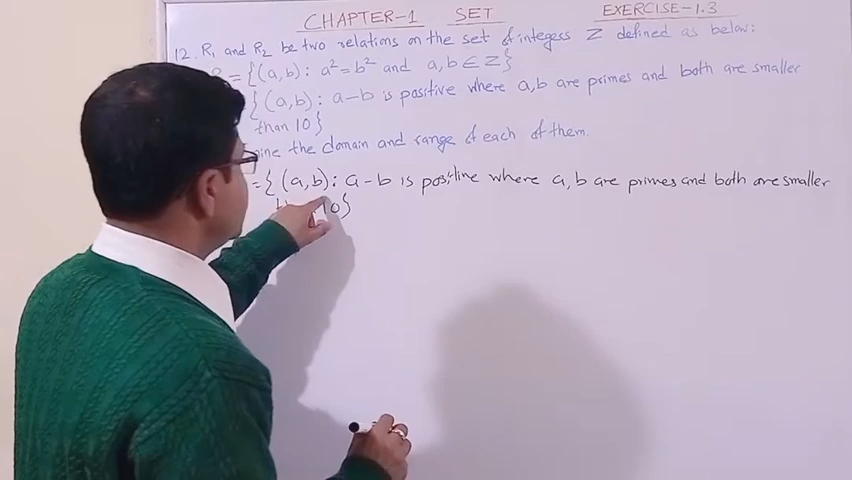 CHAPTER-1 SET EXERCISE-1.3
12. R₁ and R₂ be two relations on the set of integess Z defined as below:
= {(a,b) : a² = b² and a,b ∈ Z}
{(a,b) : a-b is positive where a,b are primes and both are smaller
than 10}
the domain and range of each of them.
= {(a,b) : a-b is positive where a,b are primes and both are smaller
10}